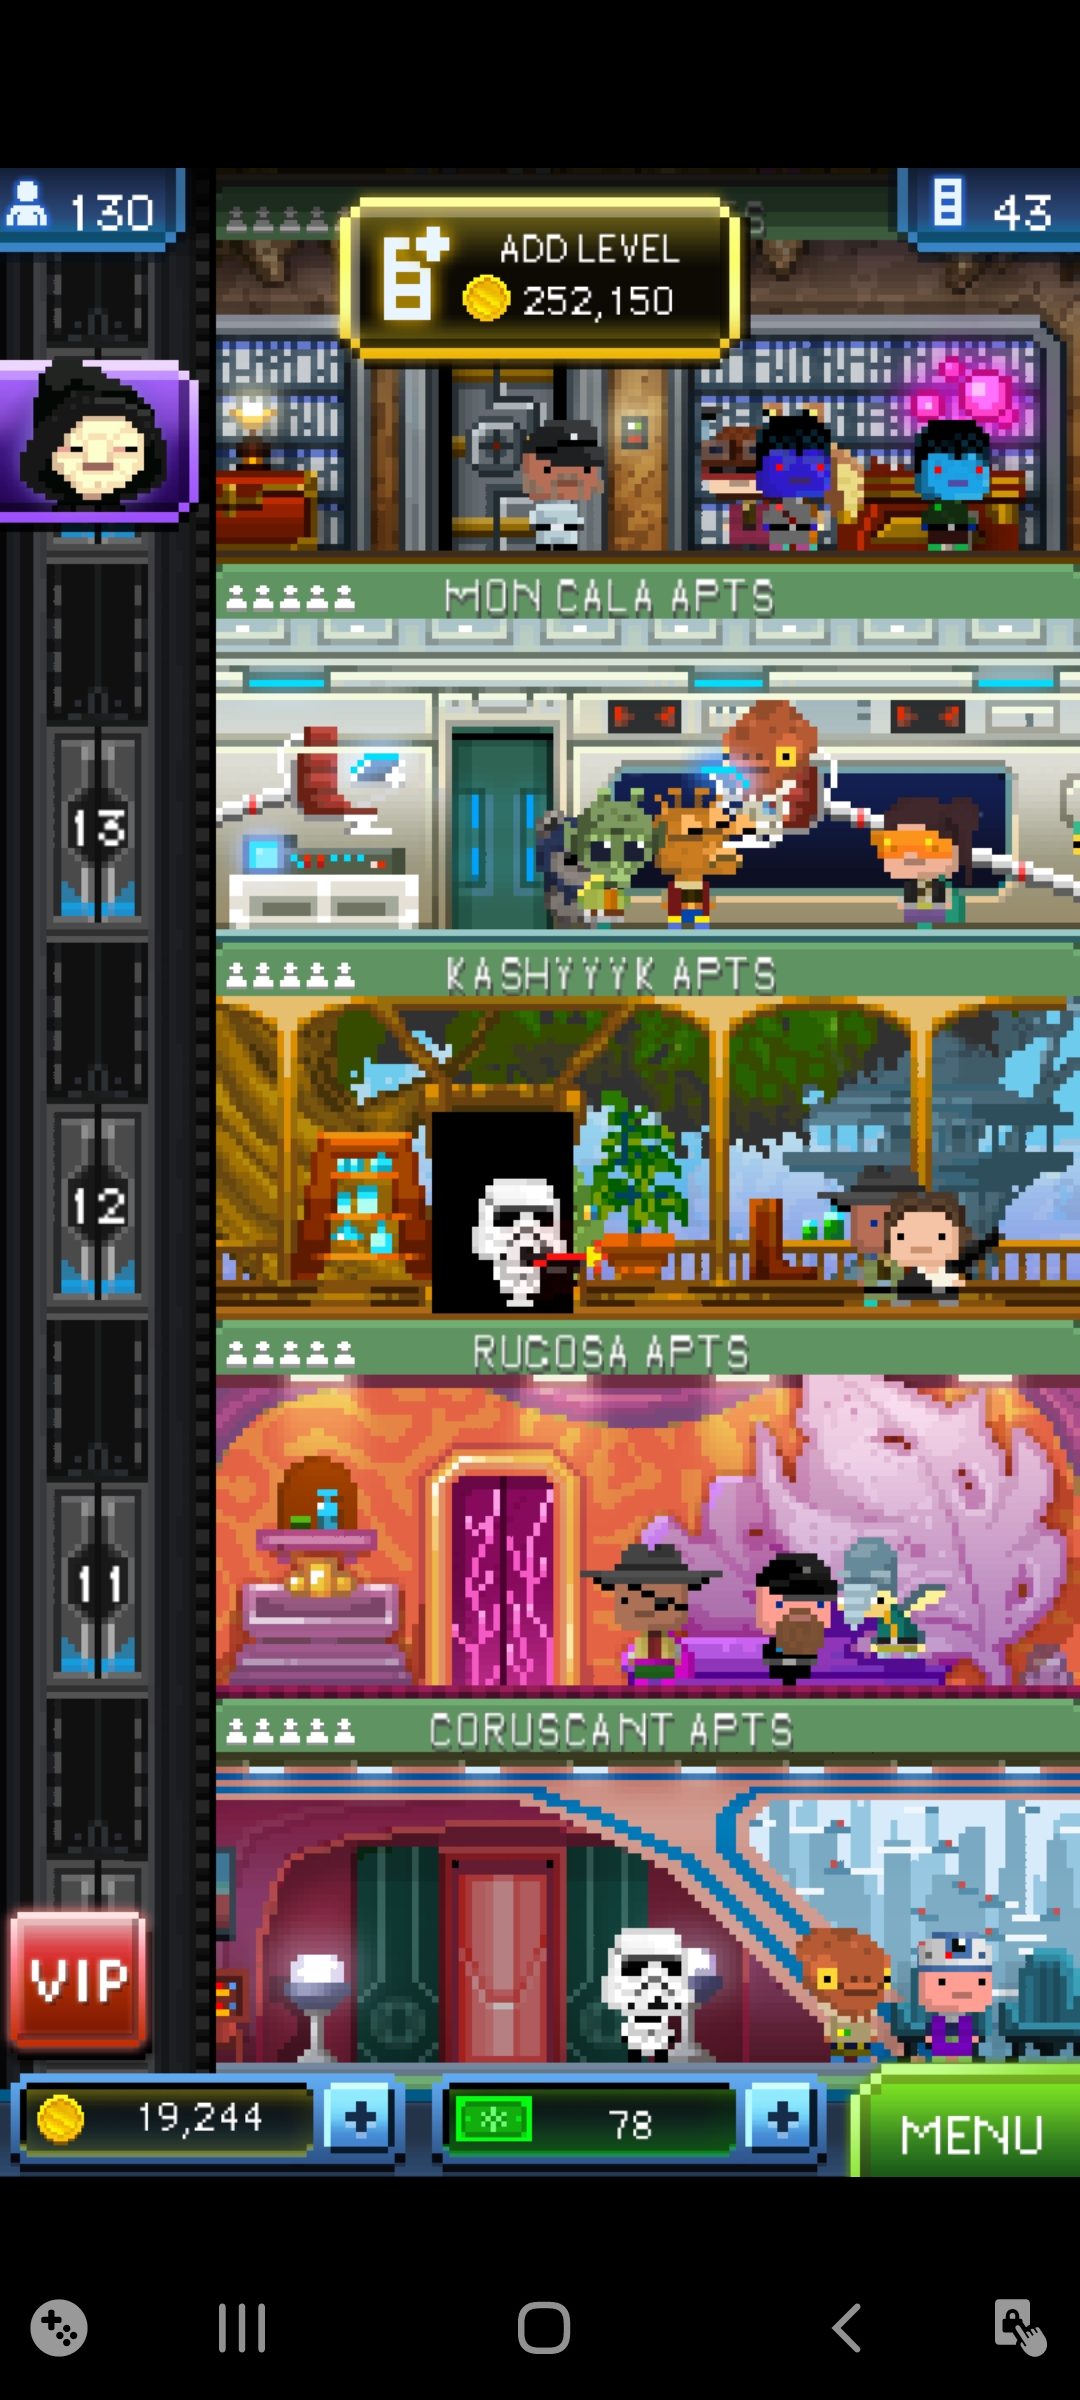 130
43
ADD LEVEL
252,150
MON CALA APTS
13
KASHYYYK APTS
12
RUGOSA APTS
11
CORUSCANT APTS
VIP
19,244
78
MENU